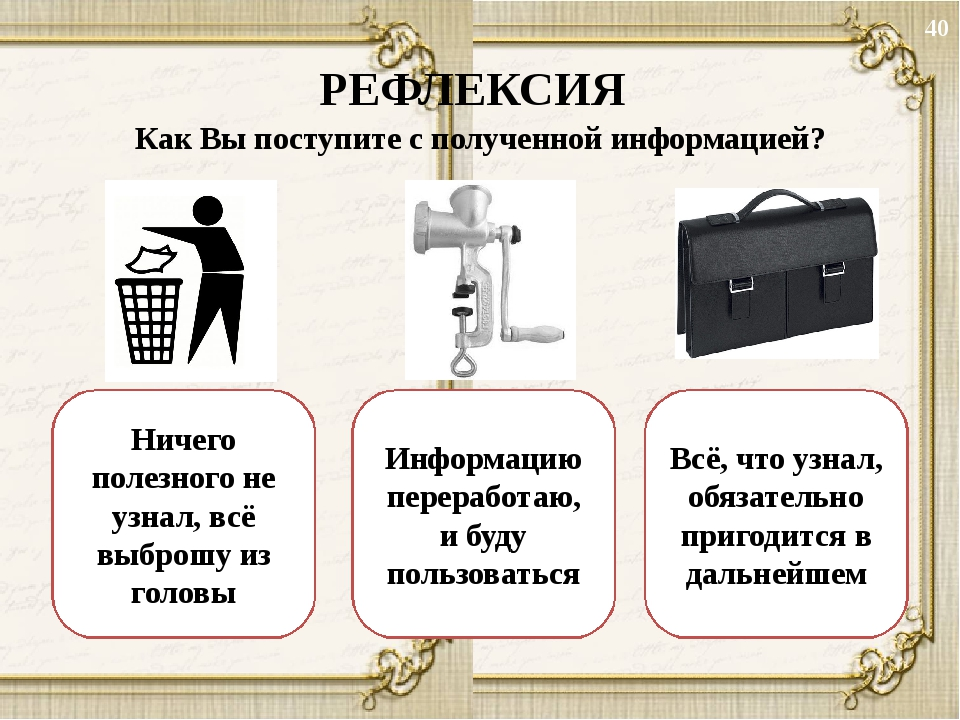 40
РЕФЛЕКСИЯ
Как Вы поступите с полученной информацией?
Ничего
полезного не
узнал, всё
выброшу из
головы
Информацию
переработаю,
и буду
пользоваться
Всё, что узнал,
обязательно
пригодится в
дальнейшем